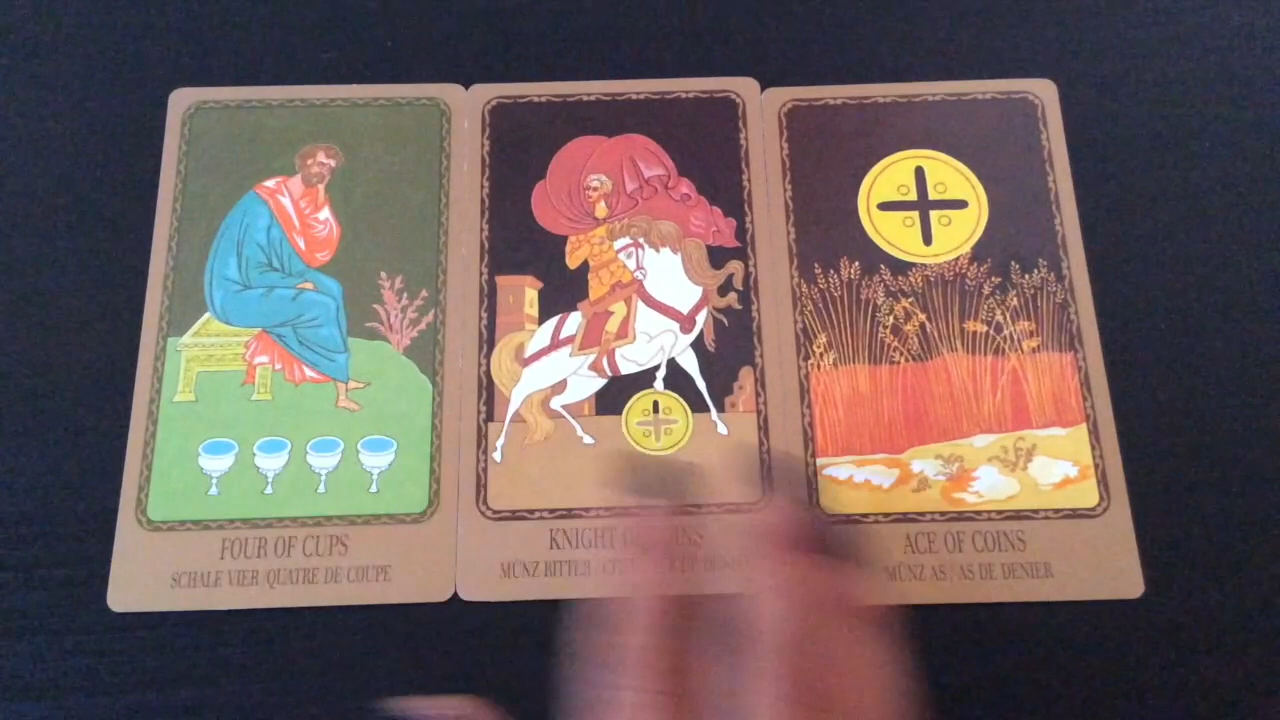 FOUR OF CUPS
SCHALE VIER / QUATRE DE COUPE
KNIGHT
MÜNZ RITTER
ACE OF COINS
MÜNZ AS / AS DE DENIER